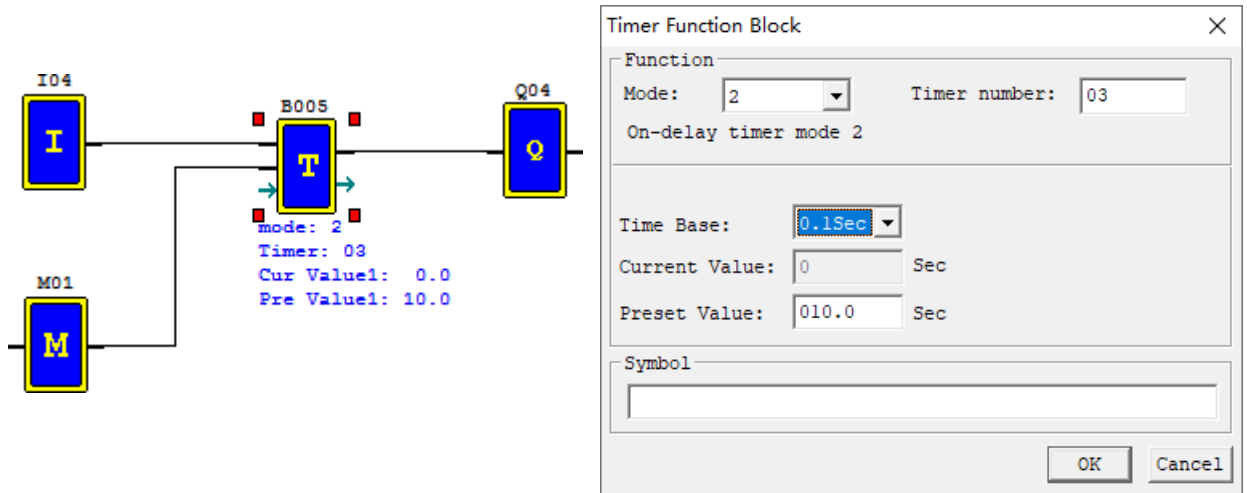 I04
I
B005
T
Q04
Q
mode: 2
Timer: 03
Cur Value1: 0.0
Pre Value1: 10.0
M01
M
Timer Function Block
Function
Mode: 2 Timer number: 03
On-delay timer mode 2
Time Base: 0.1Sec
Current Value: 0 Sec
Preset Value: 010.0 Sec
Symbol
OK Cancel